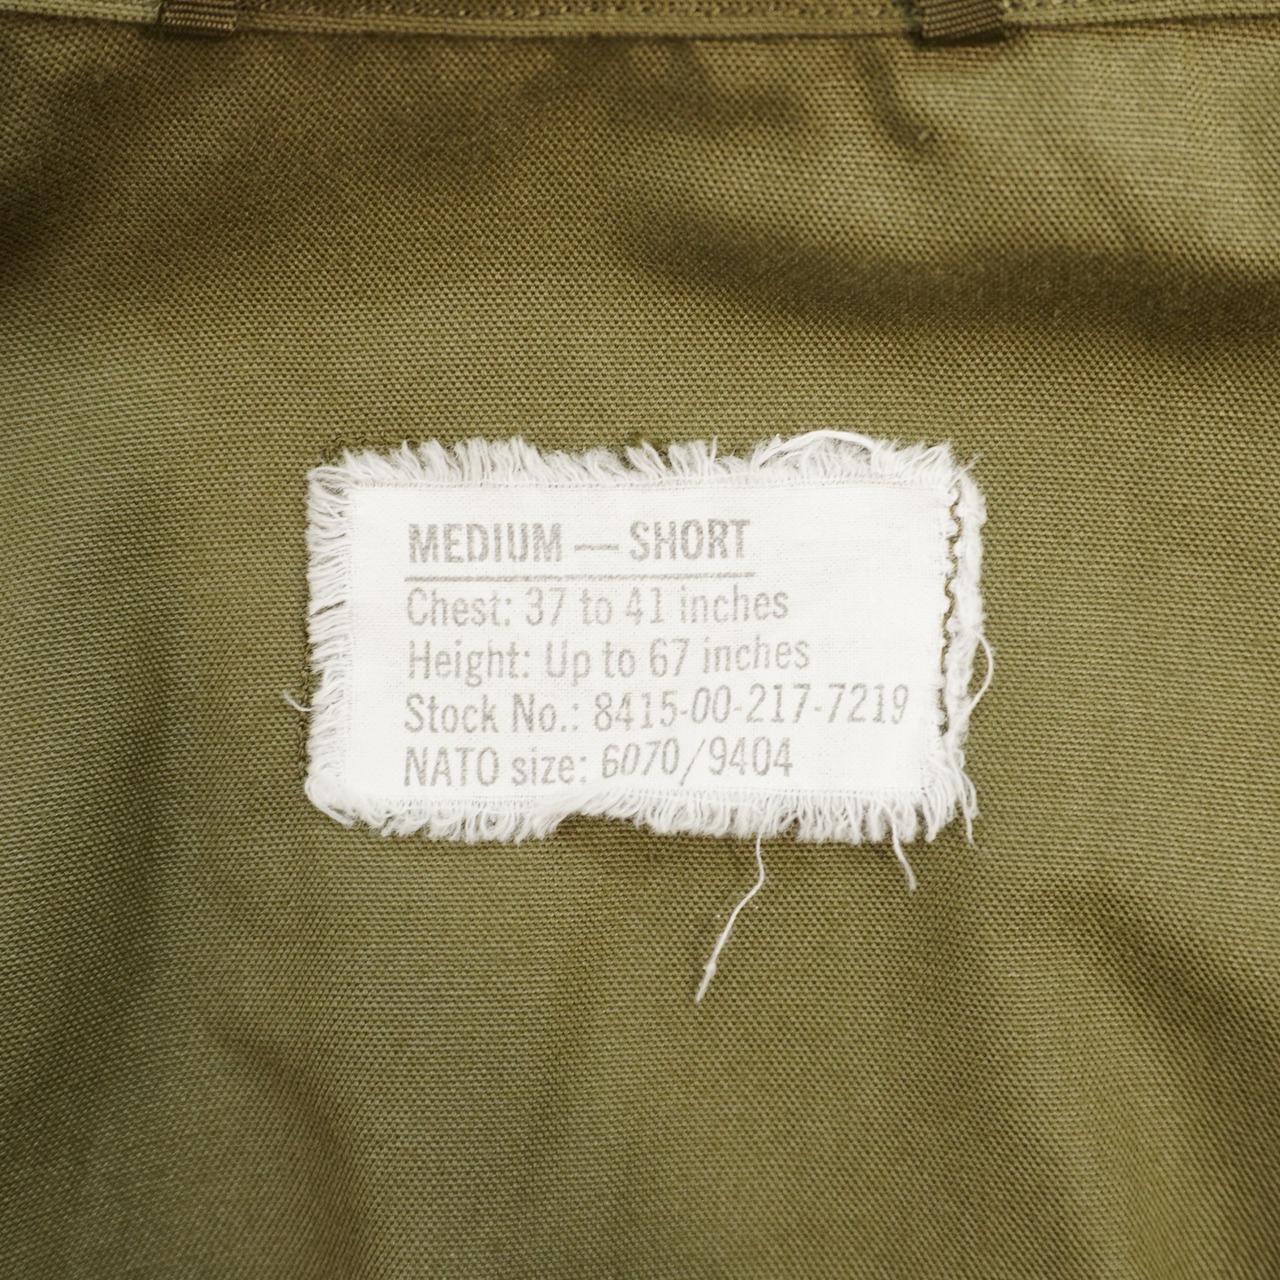 MEDIUM — SHORT
Chest: 37 to 41 inches
Height: Up to 67 inches
Stock No.: 8415-00-217-7219
NATO size: 6070/9404